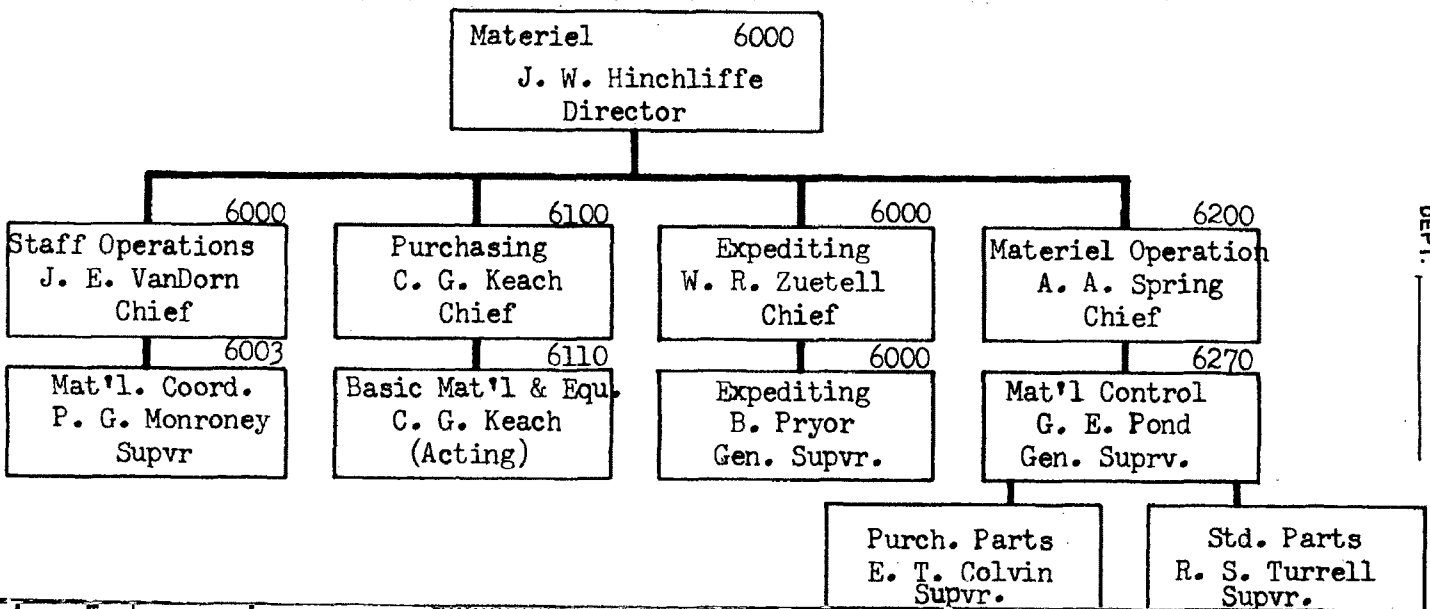 Materiel 6000
J. W. Hinchliffe
Director
6000
Staff Operations
J. E. VanDorn
Chief
6100
Purchasing
C. G. Keach
Chief
6000
Expediting
W. R. Zuetell
Chief
6200
Materiel Operation
A. A. Spring
Chief
6003
Mat'l. Coord.
P. G. Monroney
Supvr
6110
Basic Mat'l & Equ.
C. G. Keach
(Acting)
6000
Expediting
B. Pryor
Gen. Supvr.
6270
Mat'l Control
G. E. Pond
Gen. Suprv.
Purch. Parts
E. T. Colvin
Supvr.
Std. Parts
R. S. Turrell
Supvr.
DEPT.